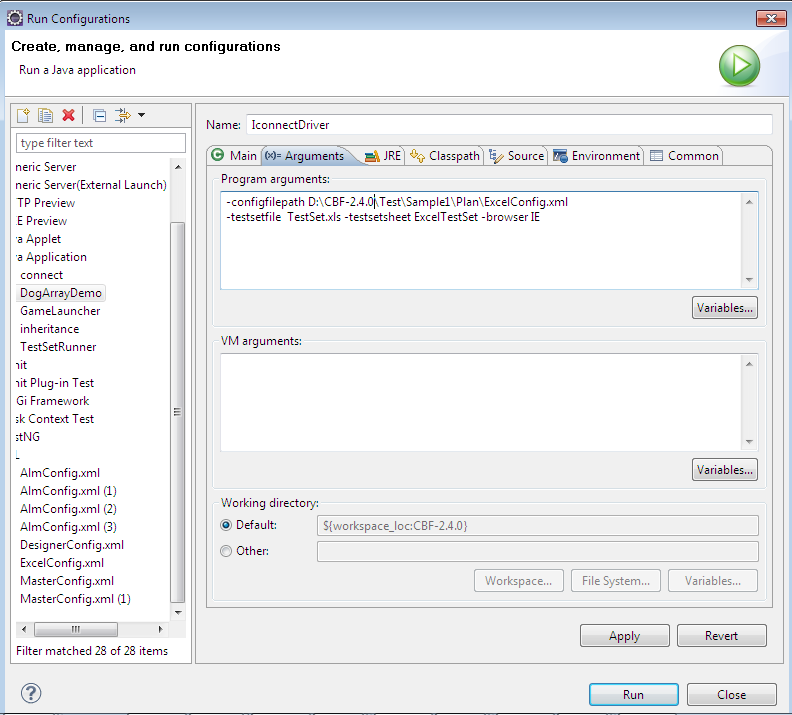 Run Configurations
Create, manage, and run configurations
Run a Java application
type filter text
neric Server
neric Server(External Launch)
TP Preview
EE Preview
va Applet
va Application
connect
DogArrayDemo
GameLauncher
inheritance
TestSetRunner
nit
nit Plug-in Test
Gi Framework
sk Context Test
stNG
L
AlmConfig.xml
AlmConfig.xml (1)
AlmConfig.xml (2)
AlmConfig.xml (3)
DesignerConfig.xml
ExcelConfig.xml
MasterConfig.xml
MasterConfig.xml (1)
Filter matched 28 of 28 items
Name: IconnectDriver
Main (x)= Arguments JRE Classpath Source Environment Common
Program arguments:
-configfilepath D:\CBF-2.4.0\Test\Sample1\Plan\ExcelConfig.xml
-testsetfile TestSet.xls -testsetsheet ExcelTestSet -browser IE
Variables...
VM arguments:
Variables...
Working directory:
Default: ${workspace_loc:CBF-2.4.0}
Other:
Workspace... File System... Variables...
Apply Revert
? Run Close